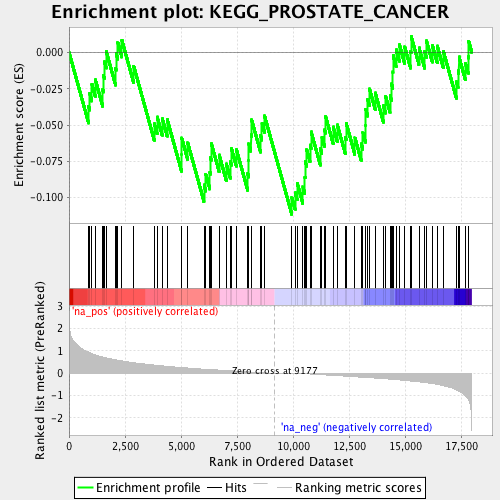 Enrichment plot: KEGG_PROSTATE_CANCER
Enrichment score (ES)
0.000
-0.025
-0.050
-0.075
-0.100
'na_pos' (positively correlated)
Ranked list metric (PreRanked)
3
2
1
0
-1
-2
Zero cross at 9177
'na_neg' (negatively correlated)
0
2,500
5,000
7,500
10,000
12,500
15,000
17,500
Rank in Ordered Dataset
Enrichment profile
Hits
Ranking metric scores